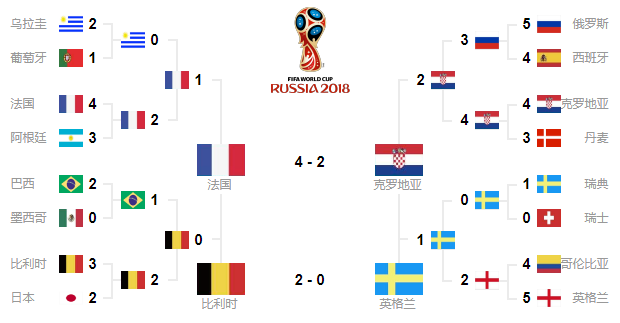 乌拉圭 2 5 俄罗斯
0 3
葡萄牙 1 4 西班牙
1 FIFA WORLD CUP 2
RUSSIA 2018
法国 4 4 克罗地亚
2 4
阿根廷 3 3 丹麦
4 - 2
法国 克罗地亚
巴西 2 1 瑞典
1 0
墨西哥 0 0 瑞士
0 1
比利时 3 4 哥伦比亚
2 2 - 0 2
日本 2 5 英格兰
比利时 英格兰